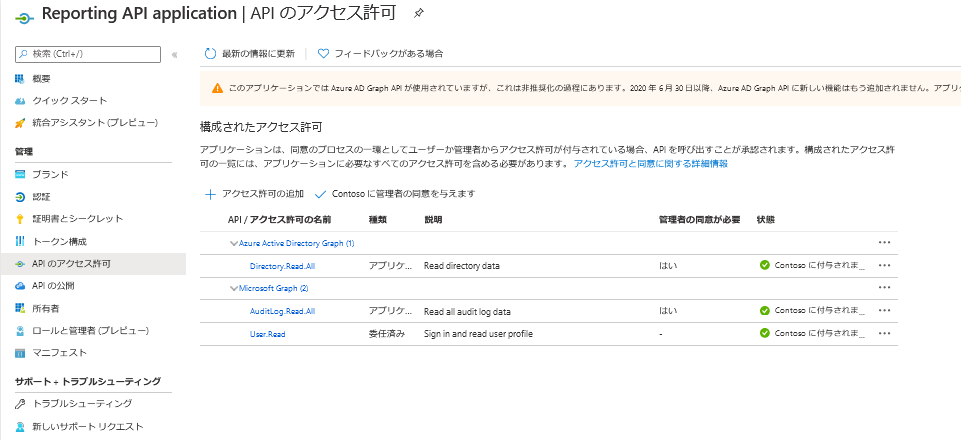 Reporting API application | API のアクセス許可
検索 (Ctrl+/)
«
概要
クイック スタート
統合アシスタント (プレビュー)
管理
ブランド
認証
証明書とシークレット
トークン構成
API のアクセス許可
API の公開
所有者
ロールと管理者 (プレビュー)
マニフェスト
サポート + トラブルシューティング
トラブルシューティング
新しいサポート リクエスト
最新の情報に更新 フィードバックがある場合
このアプリケーションでは Azure AD Graph API が使用されていますが、これは非推奨化の過程にあります。2020 年 6 月 30 日以降、Azure AD Graph API に新しい機能はもう追加されません。アプリケ
構成されたアクセス許可
アプリケーションは、同意のプロセスの一環としてユーザーか管理者からアクセス許可が付与されている場合、API を呼び出すことが承認されます。構成されたアクセス許
可の一覧には、アプリケーションに必要なすべてのアクセス許可を含める必要があります。 アクセス許可と同意に関する詳細情報
アクセス許可の追加 Contoso に管理者の同意を与えます
API / アクセス許可の名前 種類 説明 管理者の同意が必要 状態
Azure Active Directory Graph (1) ...
Directory.Read.All アプリケ... Read directory data はい Contoso に付与されま... ...
Microsoft Graph (2) ...
AuditLog.Read.All アプリケ... Read all audit log data はい Contoso に付与されま... ...
User.Read 委任済み Sign in and read user profile - Contoso に付与されま... ...